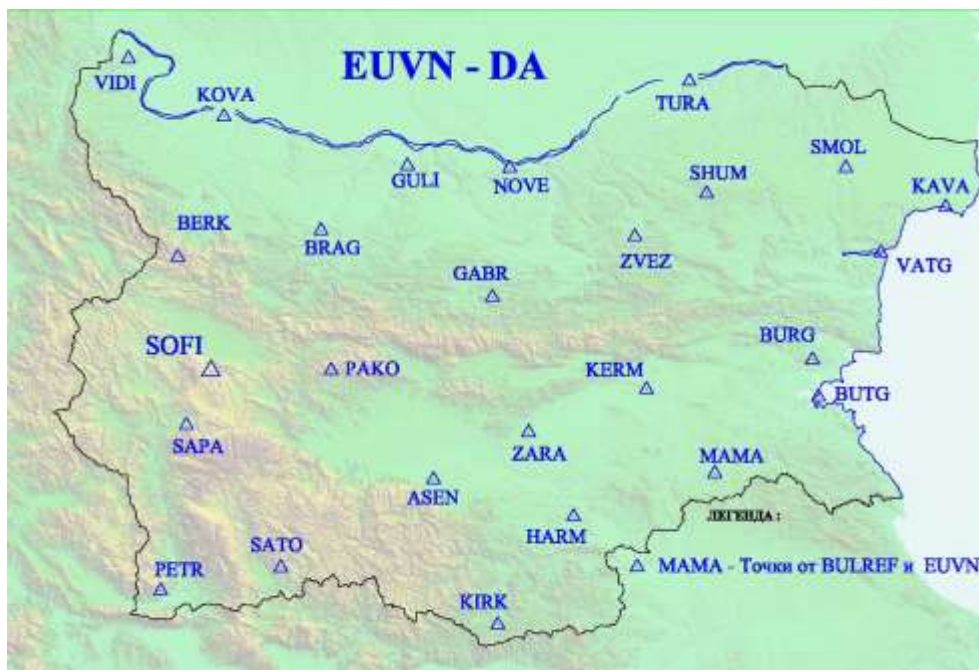 EUVN - DA
VIDI
KOVA
TURA
GULI
NOVE
SHUM
SMOL
KAVA
BERK
BRAG
GABR
ZVEZ
VATG
SOFI
PAKO
KERM
BURG
BUTG
SAPA
ZARA
MAMA
ASEN
HARM
ЛЕГЕНДА :
SATO
PETR
MAMA - Точки от BULREF и EUVN
KIRK